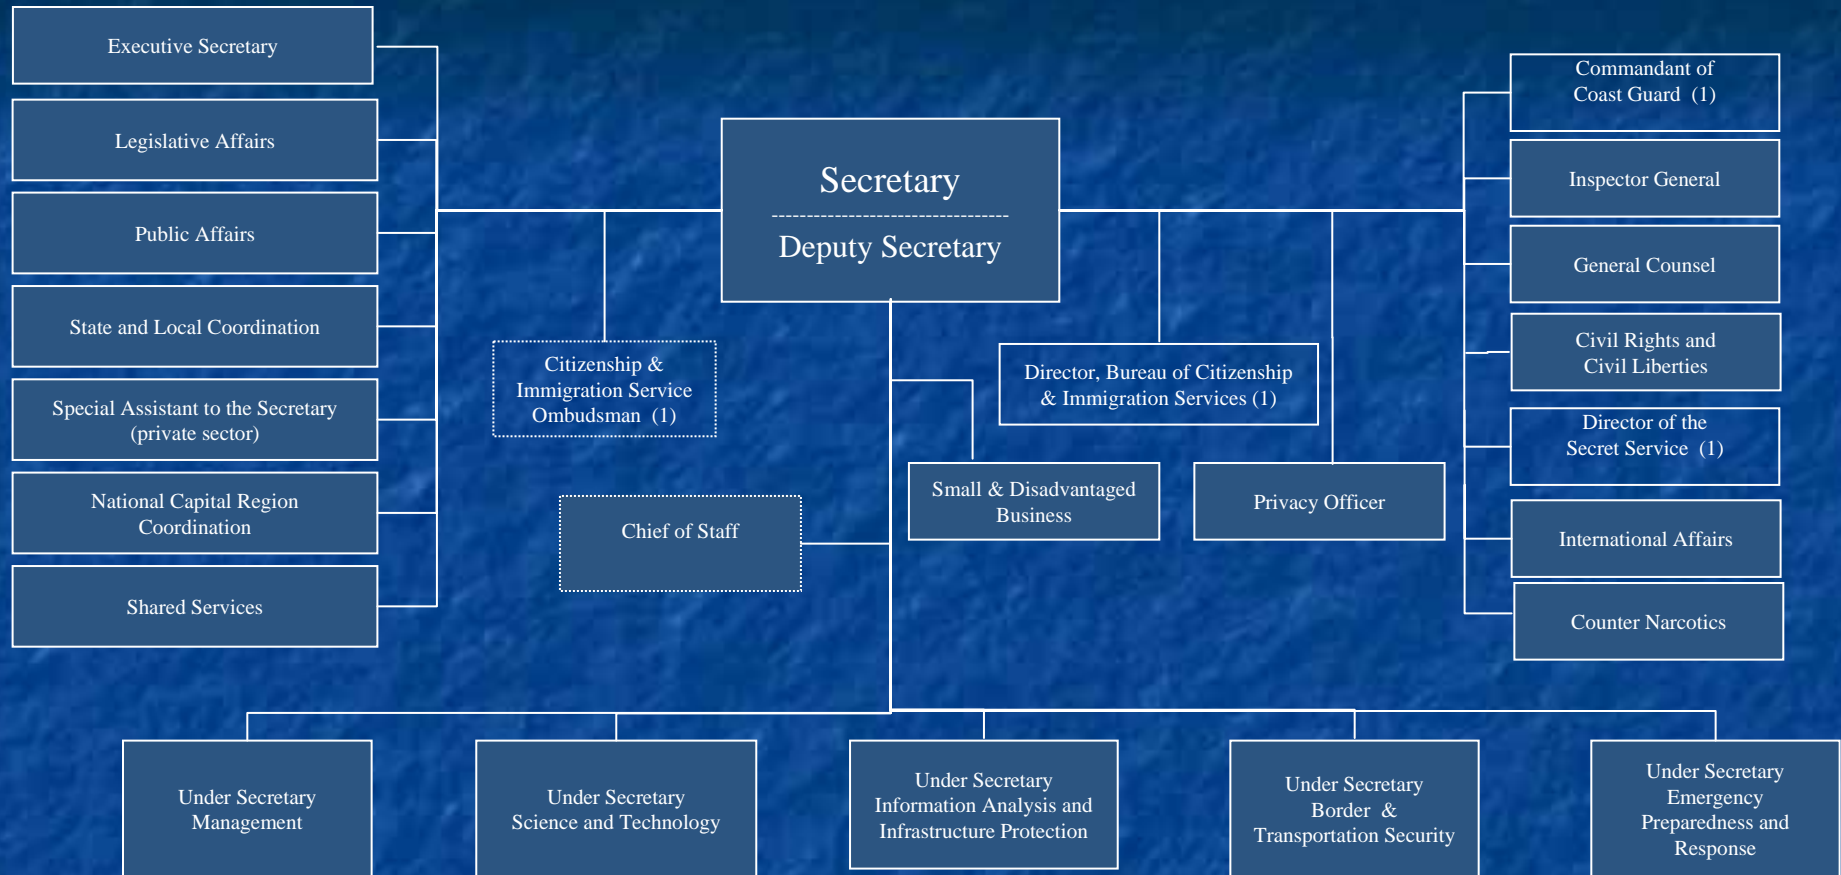 Executive Secretary
Legislative Affairs
Public Affairs
State and Local Coordination
Special Assistant to the Secretary
(private sector)
National Capital Region
Coordination
Shared Services
Secretary
----------------------------------
Deputy Secretary
Citizenship &
Immigration Service
Ombudsman (1)
Chief of Staff
Director, Bureau of Citizenship
& Immigration Services (1)
Small & Disadvantaged
Business
Privacy Officer
Commandant of
Coast Guard (1)
Inspector General
General Counsel
Civil Rights and
Civil Liberties
Director of the
Secret Service (1)
International Affairs
Counter Narcotics
Under Secretary
Management
Under Secretary
Science and Technology
Under Secretary
Information Analysis and
Infrastructure Protection
Under Secretary
Border &
Transportation Security
Under Secretary
Emergency
Preparedness and
Response